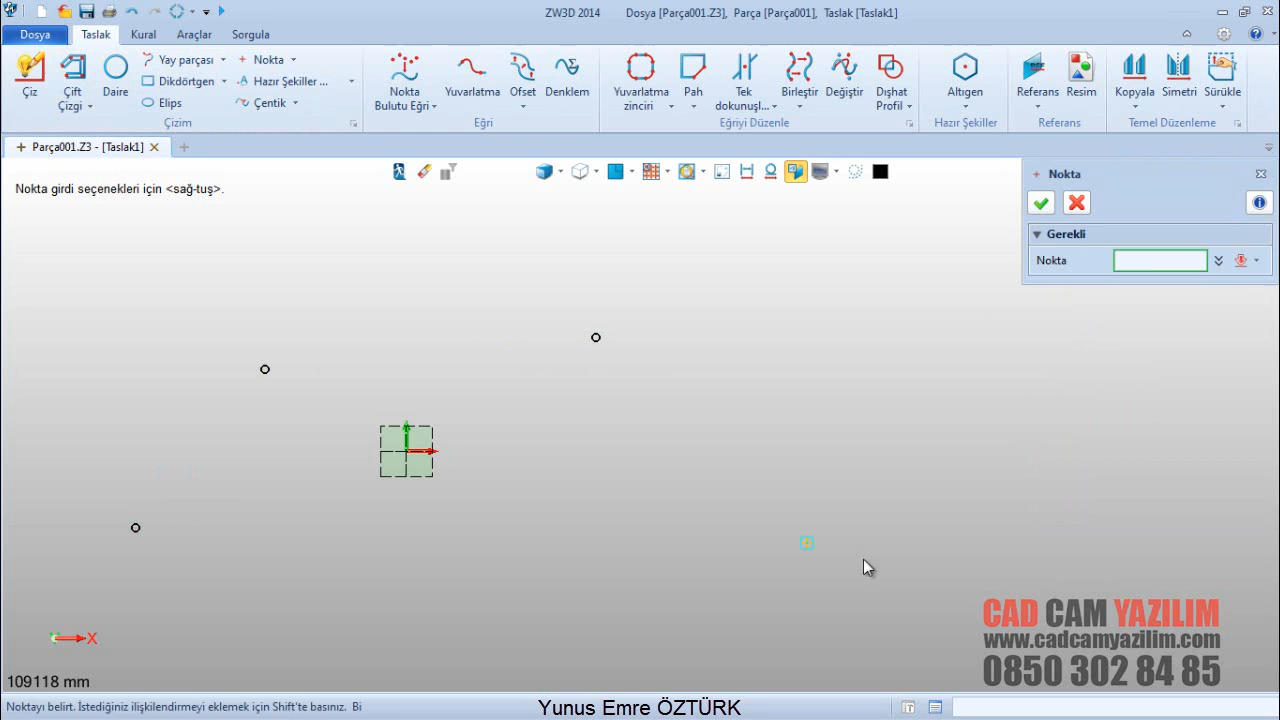 ZW3D 2014 Dosya [Parça001.Z3], Parça [Parça001], Taslak [Taslak1]
Dosya Taslak Kural Araçlar Sorgula
Çiz
Çift Çizgi
Daire
Yay parçası
Dikdörtgen
Elips
Nokta
Hazır Şekiller ...
Çentik
Nokta Bulutu Eğri
Yuvarlatma
Ofset
Denklem
Yuvarlatma zinciri
Pah
Tek dokunuşl...
Birleştir
Değiştir
Dışhat Profil
Altıgen
Referans
Resim
Kopyala
Simetri
Sürükle
Çizim Eğri Eğriyi Düzenle Hazır Şekiller Referans Temel Düzenleme
Parça001.Z3 - [Taslak1]
Nokta girdi seçenekleri için <sağ-tuş>.
Nokta
Gerekli
Nokta
X
CAD CAM YAZILIM
www.cadcamyazilim.com
0850 302 84 85
109118 mm
Noktayı belirt. İstediğiniz ilişkilendirmeyi eklemek için Shift'te basınız. Bi
Yunus Emre ÖZTÜRK